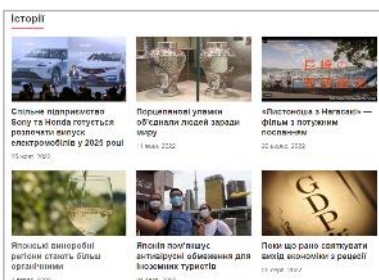 Історії
Спільне підприємство
Sony та Honda готується
розпочати випуск
електромобілів у 2025 році
Порцелянові уламки
об'єднали людей заради
миру
«Листоноша з Нагасакі» —
фільм з потужним
посланням
Японські виноробні
регіони стають більш
органічними
Японія пом'якшує
антивірусні обмеження для
іноземних туристів
GDP
Поки що рано святкувати
вихід економіки з рецесії